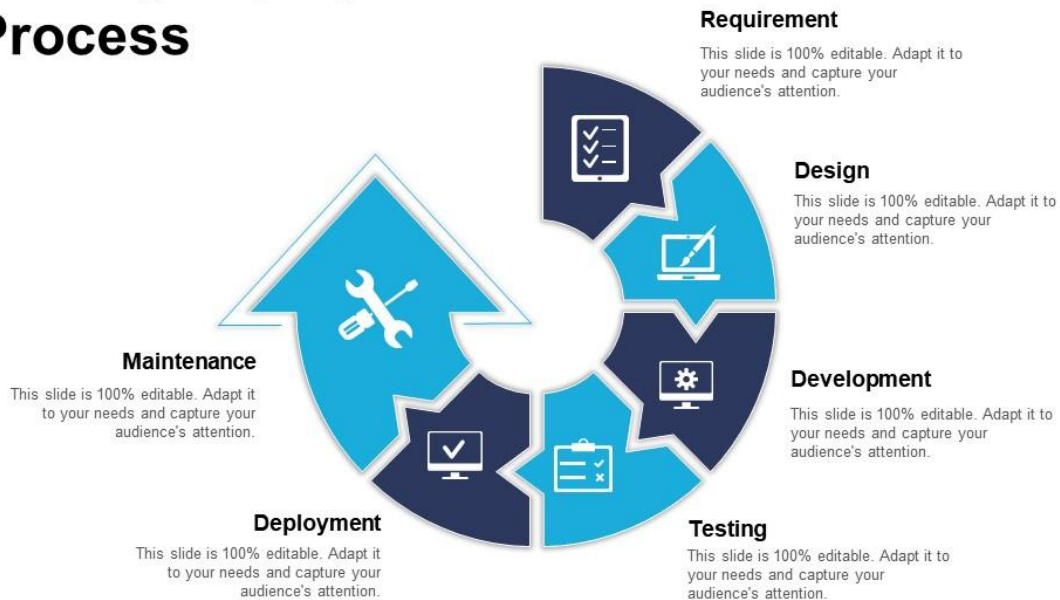 Process
Requirement
This slide is 100% editable. Adapt it to
your needs and capture your
audience's attention.
Design
This slide is 100% editable. Adapt it to
your needs and capture your
audience's attention.
Development
This slide is 100% editable. Adapt it to
your needs and capture your
audience's attention.
Testing
This slide is 100% editable. Adapt it to
your needs and capture your
audience's attention.
Deployment
This slide is 100% editable. Adapt it
to your needs and capture your
audience's attention.
Maintenance
This slide is 100% editable. Adapt it
to your needs and capture your
audience's attention.